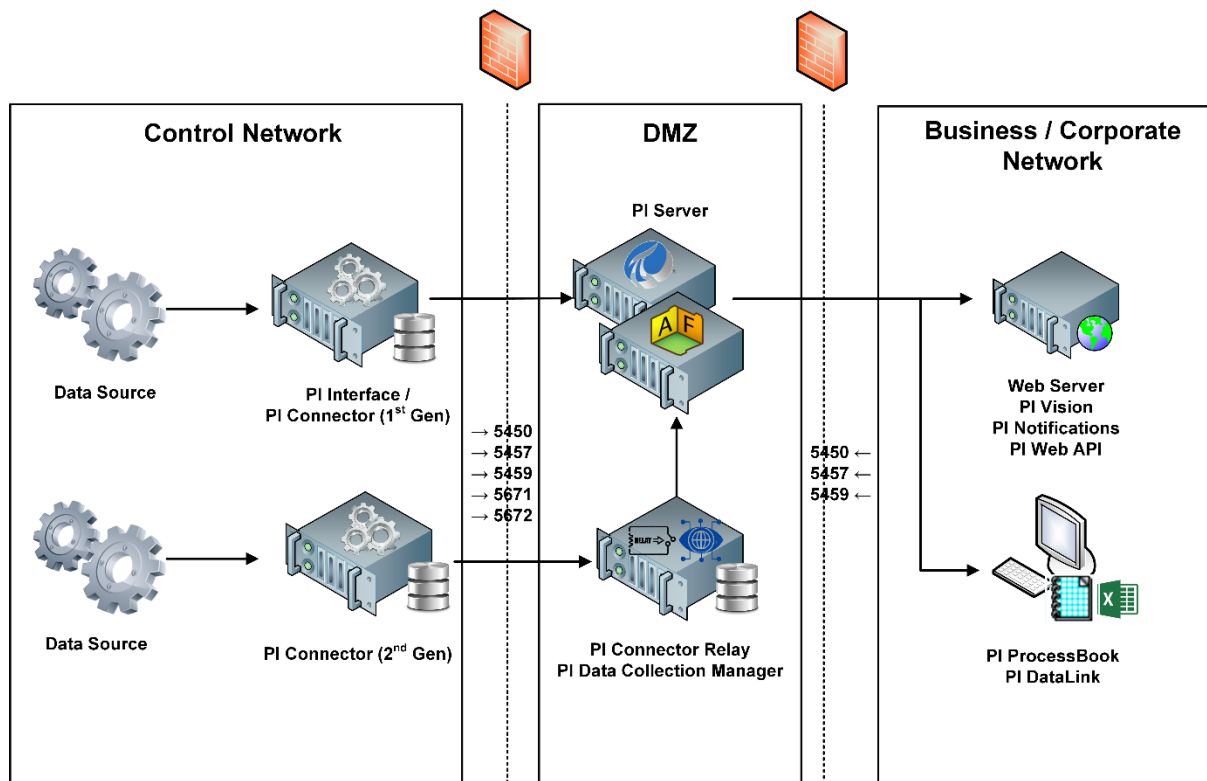 Control Network
DMZ
Business / Corporate
Network
PI Server
A F
Data Source
PI Interface /
PI Connector (1st Gen)
Web Server
PI Vision
PI Notifications
PI Web API
→ 5450
→ 5457
→ 5459
→ 5671
→ 5672
5450 ←
5457 ←
5459 ←
RELAY
X
Data Source
PI Connector (2nd Gen)
PI Connector Relay
PI Data Collection Manager
PI ProcessBook
PI DataLink